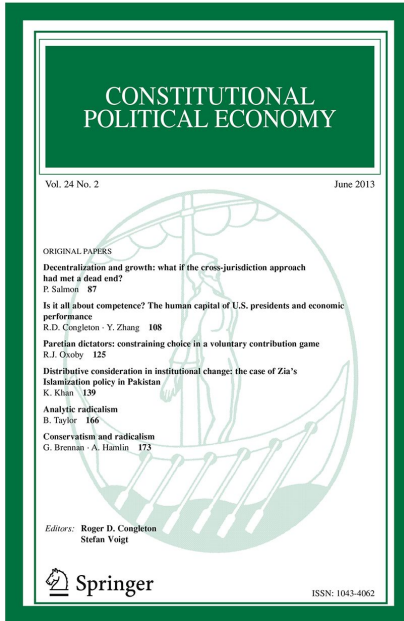 CONSTITUTIONAL
POLITICAL ECONOMY
Vol. 24 No. 2 June 2013
ORIGINAL PAPERS
Decentralization and growth: what if the cross-jurisdiction approach
had met a dead end?
P. Salmon 87
Is it all about competence? The human capital of U.S. presidents and economic
performance
R.D. Congleton · Y. Zhang 108
Paretian dictators: constraining choice in a voluntary contribution game
R.J. Oxoby 125
Distributive consideration in institutional change: the case of Zia's
Islamization policy in Pakistan
K. Khan 139
Analytic radicalism
B. Taylor 166
Conservatism and radicalism
G. Brennan · A. Hamlin 173
Editors: Roger D. Congleton
Stefan Voigt
Springer
ISSN: 1043-4062